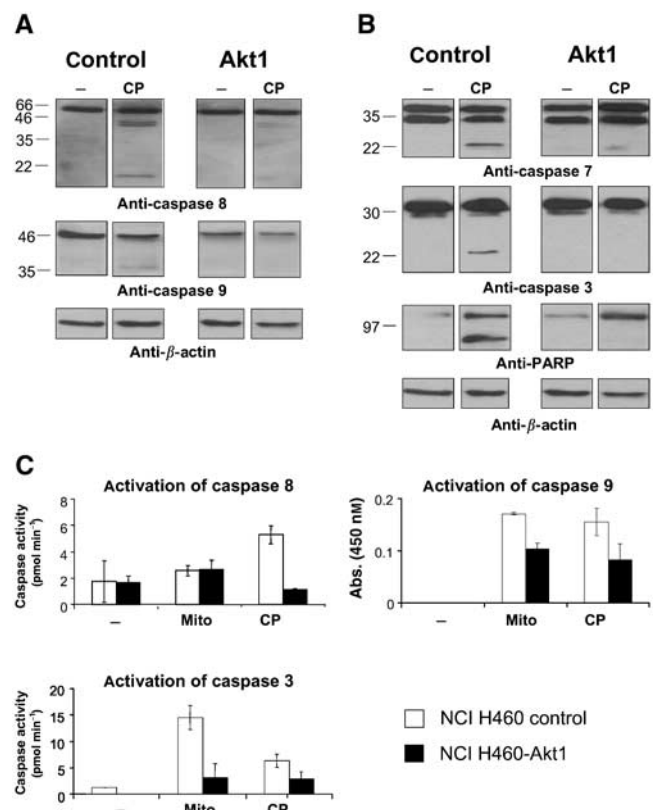 A
Control Akt1
– CP – CP
66
46
35
22
Anti-caspase 8
46
35
Anti-caspase 9
Anti-β-actin
B
Control Akt1
– CP – CP
35
22
Anti-caspase 7
30
22
Anti-caspase 3
97
Anti-PARP
Anti-β-actin
C
Activation of caspase 8
Caspase activity
(pmol min⁻¹)
8
6
4
2
0
– Mito CP
Activation of caspase 9
Abs. (450 nM)
0.2
0.1
0
– Mito CP
Activation of caspase 3
Caspase activity
(pmol min⁻¹)
20
15
10
5
0
– Mito CP
NCI H460 control
NCI H460-Akt1